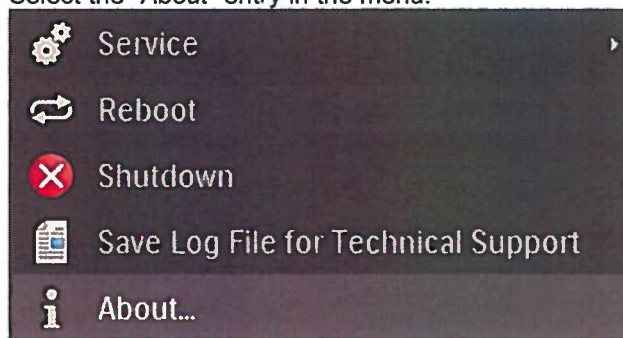 Select the "About" entry in the menu.
Service
Reboot
Shutdown
Save Log File for Technical Support
About...